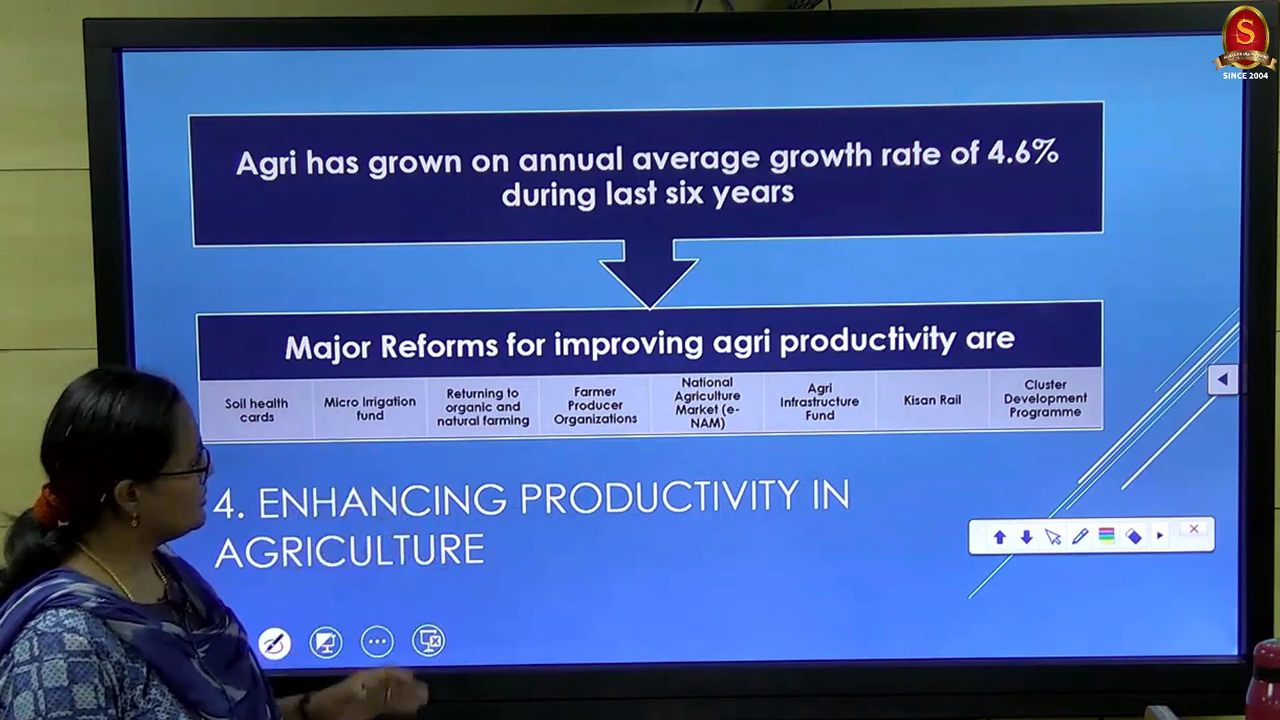 S
SINCE 2004
Agri has grown on annual average growth rate of 4.6%
during last six years
Major Reforms for improving agri productivity are
Soil health
cards
Micro Irrigation
fund
Returning to
organic and
natural farming
Farmer
Producer
Organizations
National
Agriculture
Market (e-
NAM)
Agri
Infrastructure
Fund
Kisan Rail
Cluster
Development
Programme
4. ENHANCING PRODUCTIVITY IN
AGRICULTURE